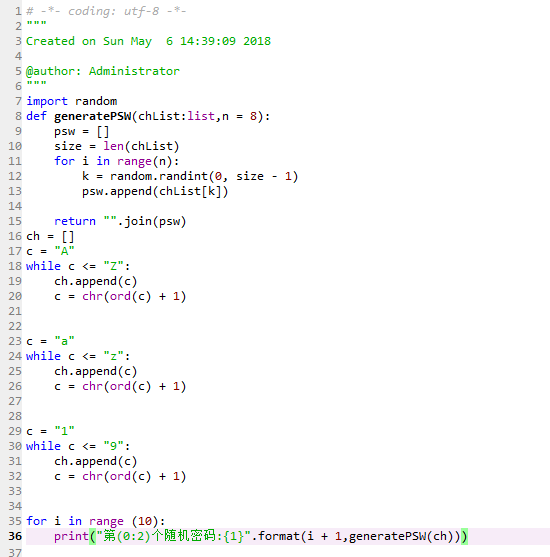 1 # -*- coding: utf-8 -*-
2 """
3 Created on Sun May  6 14:39:09 2018
4
5 @author: Administrator
6 """
7 import random
8 def generatePSW(chList:list,n = 8):
9     psw = []
10     size = len(chList)
11     for i in range(n):
12         k = random.randint(0, size - 1)
13         psw.append(chList[k])
14
15     return "".join(psw)
16 ch = []
17 c = "A"
18 while c <= "Z":
19     ch.append(c)
20     c = chr(ord(c) + 1)
21
22
23 c = "a"
24 while c <= "z":
25     ch.append(c)
26     c = chr(ord(c) + 1)
27
28
29 c = "1"
30 while c <= "9":
31     ch.append(c)
32     c = chr(ord(c) + 1)
33
34
35 for i in range (10):
36     print("第(0:2)个随机密码:{1}".format(i + 1,generatePSW(ch)))
37